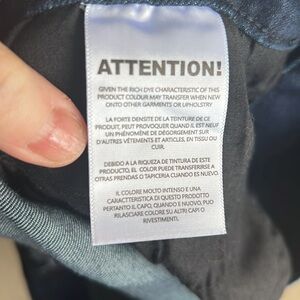 ATTENTION!
GIVEN THE RICH DYE CHARACTERISTIC OF THIS
PRODUCT COLOUR MAY TRANSFER WHEN NEW
ONTO OTHER GARMENTS OR UPHOLSTRY
LA FORTE DENSITE DE LA TEINTURE DE CE
PRODUIT, PEUT PROVOQUER QUAND IL EST NEUF
UN PHÉNOMÈNE DE DÉGORGEMENT SUR
D'AUTRES VÊTEMENTS ET ARTICLES, EN TISSU OU
CUIR.
DEBIDO A LA RIQUEZA DE TINTURA DE ESTE
PRODUCTO, EL COLOR PUEDE TRANSFERIRSE A
OTRAS PRENDAS O TAPICERIA CUANDO ES NUEVO.
IL COLORE MOLTO INTENSO E UNA
CARATTERISTICA DI QUESTO PRODOTTO
PERTANTO IL CAPO, QUANDO E NUOVO, PUO
RILASCIARE COLORE SU ALTRI CAPI O
RIVESTIMENTI.